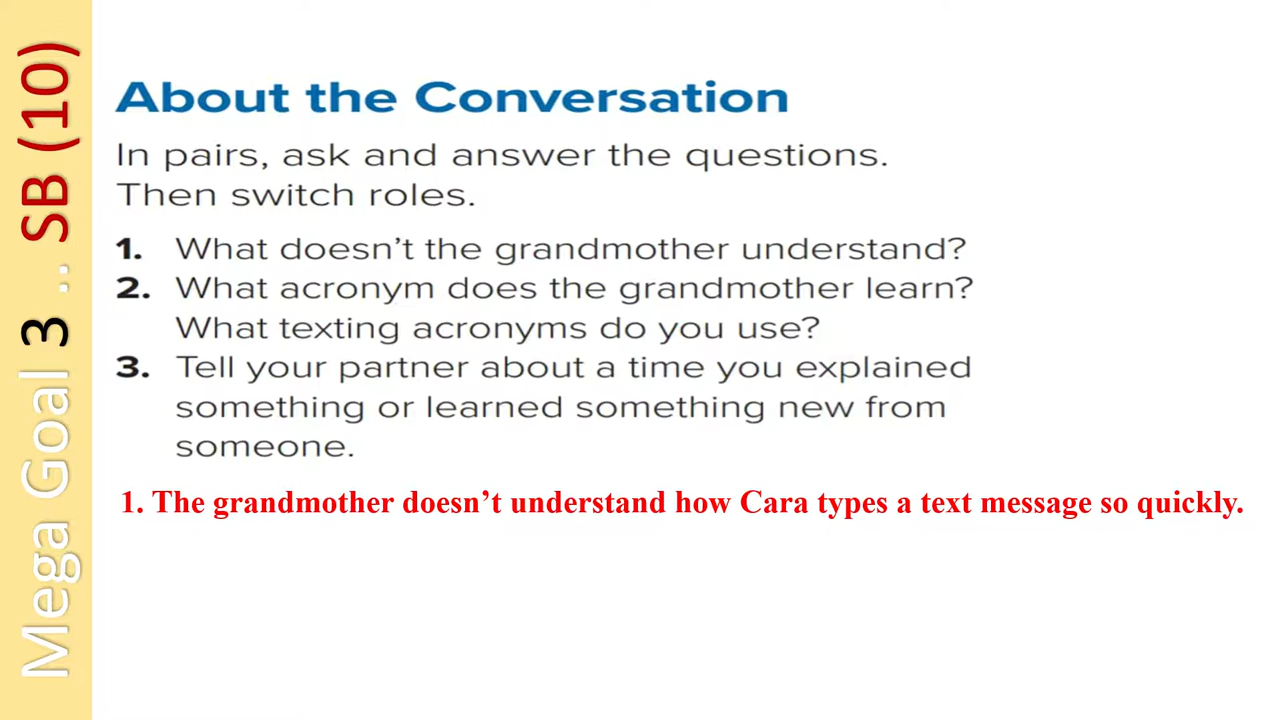 Mega Goal 3 .. SB (10)
About the Conversation
In pairs, ask and answer the questions.
Then switch roles.
1. What doesn’t the grandmother understand?
2. What acronym does the grandmother learn?
What texting acronyms do you use?
3. Tell your partner about a time you explained
something or learned something new from
someone.
1. The grandmother doesn’t understand how Cara types a text message so quickly.